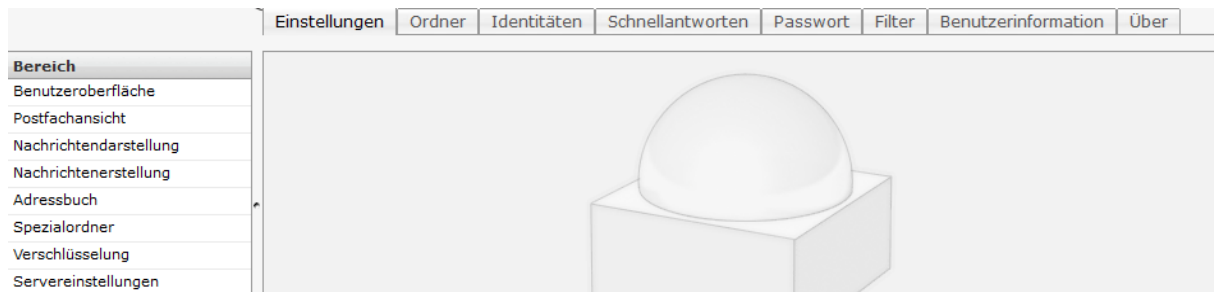 Einstellungen Ordner Identitäten Schnellantworten Passwort Filter Benutzerinformation Über
Bereich
Benutzeroberfläche
Postfachansicht
Nachrichtendarstellung
Nachrichtenerstellung
Adressbuch
Spezialordner
Verschlüsselung
Servereinstellungen